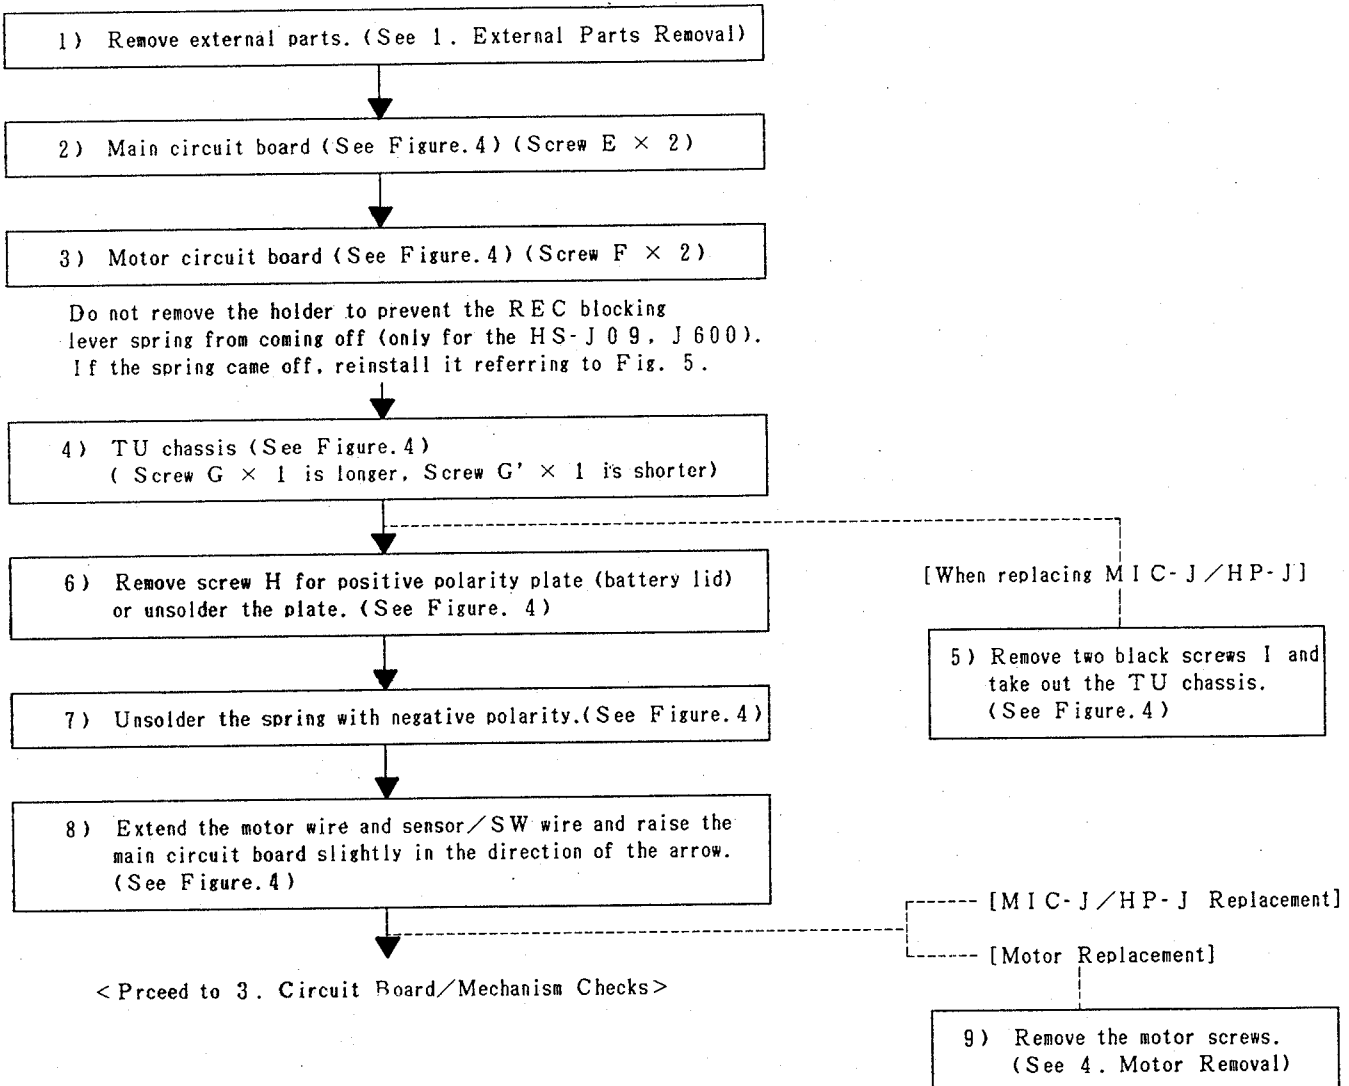 1) Remove external parts. (See 1. External Parts Removal)
2) Main circuit board (See Figure.4) (Screw E × 2)
3) Motor circuit board (See Figure.4) (Screw F × 2)
Do not remove the holder to prevent the REC blocking
lever spring from coming off (only for the HS-J09, J600).
If the spring came off, reinstall it referring to Fig. 5.
4) TU chassis (See Figure.4)
( Screw G × 1 is longer, Screw G' × 1 is shorter)
6) Remove screw H for positive polarity plate (battery lid)
or unsolder the plate. (See Figure. 4)
[When replacing MIC-J/HP-J]
5) Remove two black screws I and
take out the TU chassis.
(See Figure.4)
7) Unsolder the spring with negative polarity.(See Figure.4)
8) Extend the motor wire and sensor/SW wire and raise the
main circuit board slightly in the direction of the arrow.
(See Figure.4)
[MIC-J/HP-J Replacement]
[Motor Replacement]
<Prceed to 3. Circuit Board/Mechanism Checks>
9) Remove the motor screws.
(See 4. Motor Removal)